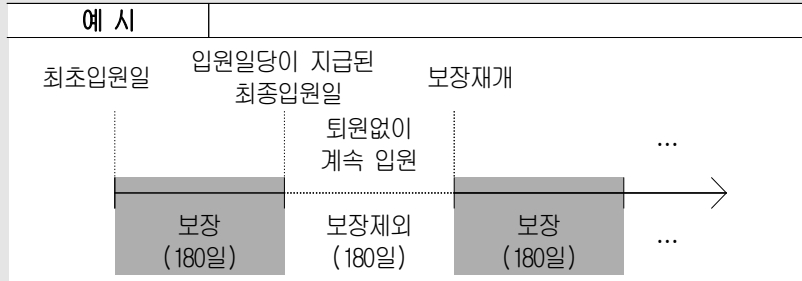 예 시
최초입원일
입원일당이 지급된
최종입원일
보장재개
퇴원없이
계속 입원
...
보장
(180일)
보장제외
(180일)
보장
(180일)
...